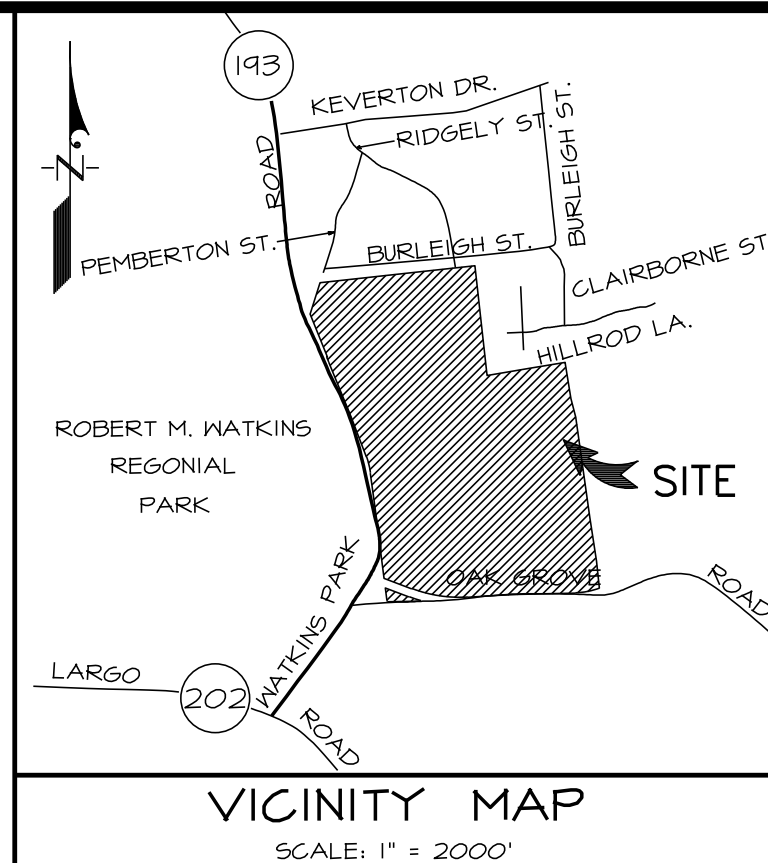 193
KEVERTON DR.
RIDGELY ST.
BURLEIGH ST.
ROAD
N
PEMBERTON ST.
BURLEIGH ST.
CLAIRBORNE ST
HILLROD LA.
ROBERT M. WATKINS
REGONIAL
PARK
SITE
OAK GROVE
ROAD
WATKINS PARK
LARGO
202
ROAD
VICINITY MAP
SCALE: 1" = 2000'